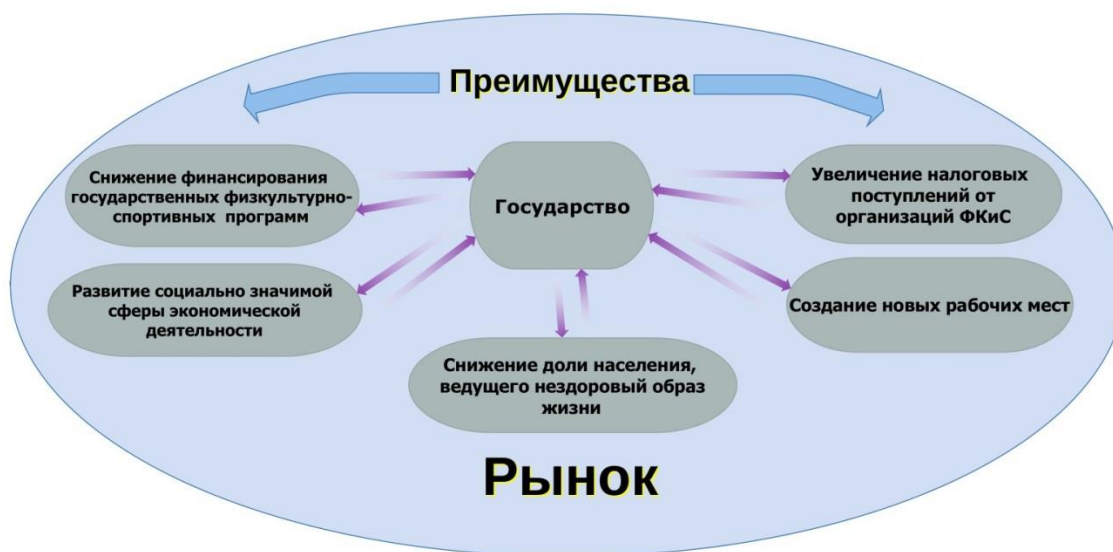 Преимущества
Снижение финансирования
государственных физкультурно-
спортивных программ
Государство
Увеличение налоговых
поступлений от
организаций ФКиС
Развитие социально значимой
сферы экономической
деятельности
Создание новых рабочих мест
Снижение доли населения,
ведущего нездоровый образ
жизни
Рынок